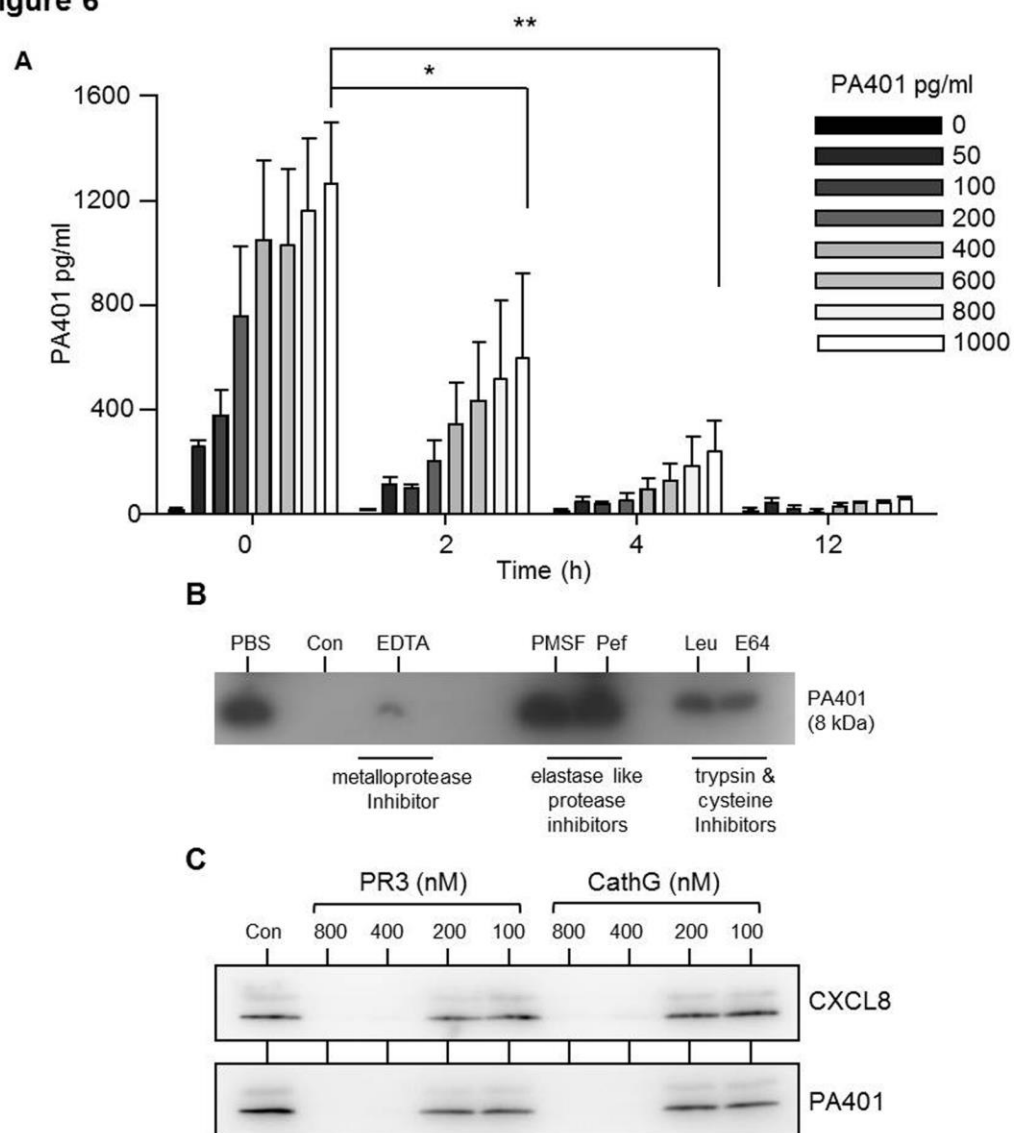 igure 6
A
**
*
PA401 pg/ml
1600
1200
800
400
0
0
2
4
12
Time (h)
PA401 pg/ml
0
50
100
200
400
600
800
1000
B
PBS Con EDTA PMSF Pef Leu E64
PA401
(8 kDa)
metalloprotease
Inhibitor
elastase like
protease
inhibitors
trypsin &
cysteine
Inhibitors
C
PR3 (nM) CathG (nM)
Con 800 400 200 100 800 400 200 100
CXCL8
PA401